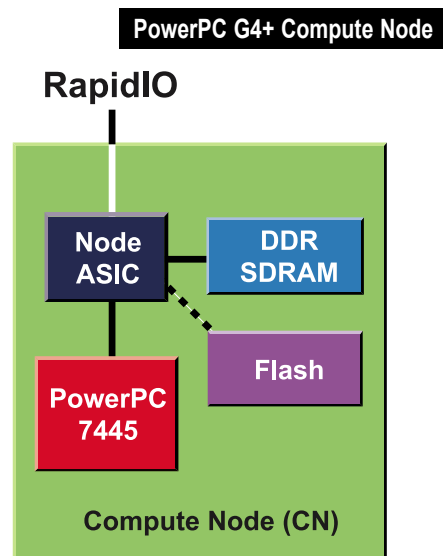 PowerPC G4+ Compute Node
RapidIO
Node
ASIC
DDR
SDRAM
Flash
PowerPC
7445
Compute Node (CN)